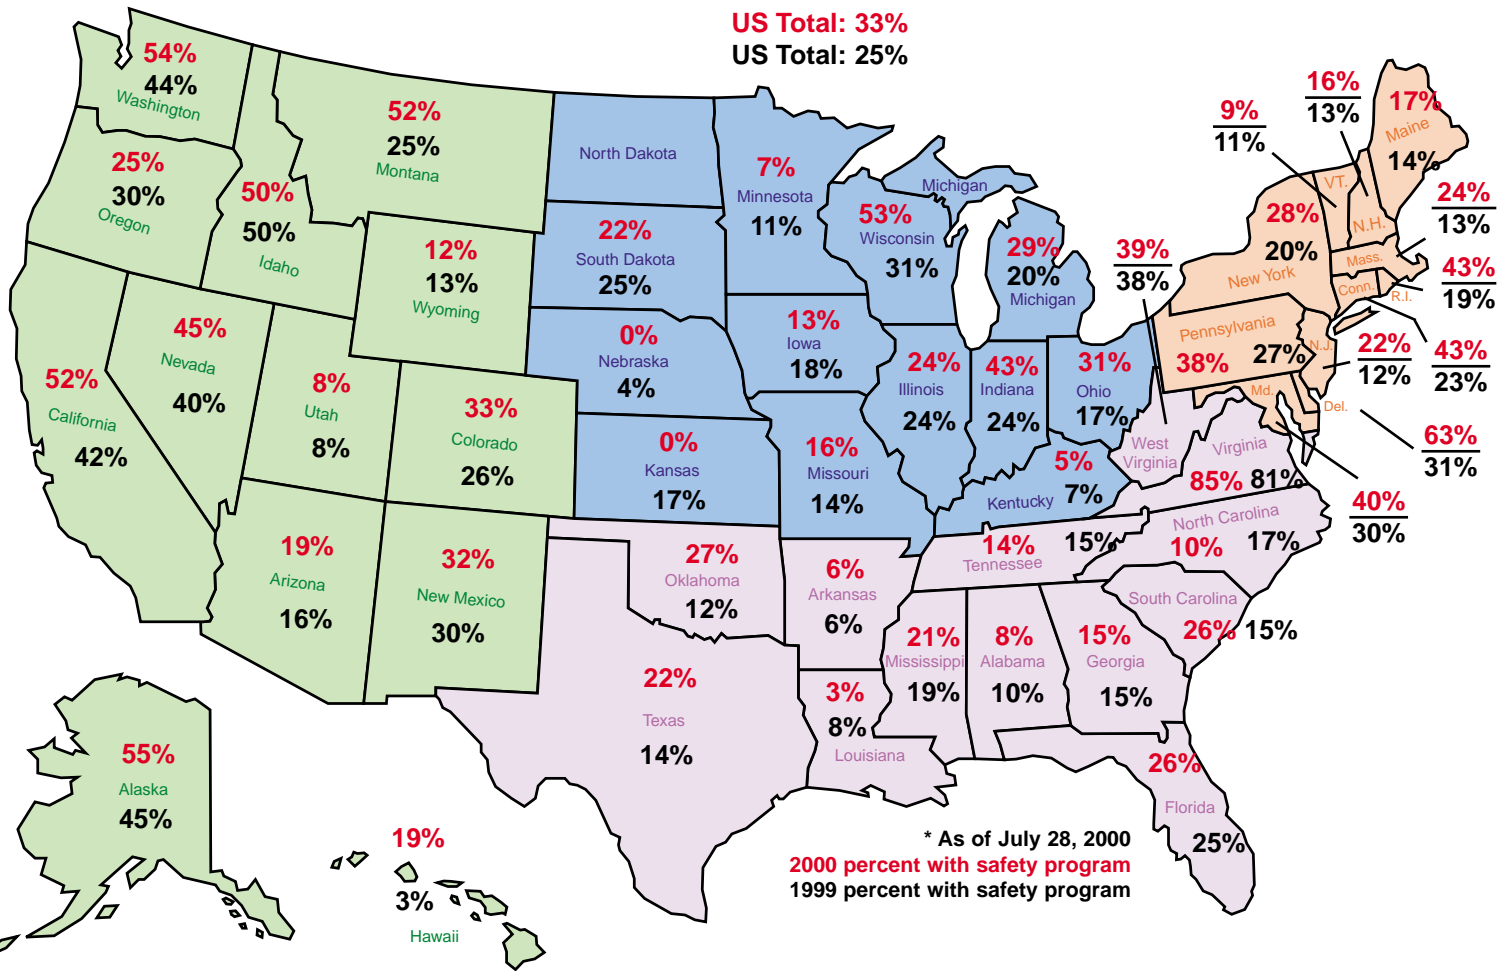 US Total: 33%
US Total: 25%
54%
44%
Washington
25%
30%
Oregon
50%
50%
Idaho
52%
25%
Montana
12%
13%
Wyoming
52%
California
42%
45%
Nevada
40%
8%
Utah
8%
33%
Colorado
26%
19%
Arizona
16%
32%
New Mexico
30%
55%
Alaska
45%
19%
3%
Hawaii
North Dakota
22%
South Dakota
25%
0%
Nebraska
4%
0%
Kansas
17%
7%
Minnesota
11%
13%
Iowa
18%
16%
Missouri
14%
53%
Wisconsin
31%
Michigan
29%
20%
Michigan
24%
Illinois
24%
43%
Indiana
24%
31%
Ohio
17%
5%
Kentucky 7%
27%
Oklahoma
12%
22%
Texas
14%
6%
Arkansas
6%
3%
8%
Louisiana
21%
Mississippi
19%
8%
Alabama
10%
14% 15%
Tennessee
15%
Georgia
15%
26%
Florida
25%
South Carolina
26% 15%
North Carolina
10% 17%
Virginia
85% 81%
West
Virginia
39%
38%
9%
11%
16%
13%
17%
Maine
14%
VT.
N.H.
28%
20%
New York
Mass.
Conn.
R.I.
Pennsylvania
38% 27%
N.J.
Md.
Del.
24%
13%
43%
19%
43%
23%
22%
12%
63%
31%
40%
30%
* As of July 28, 2000
2000 percent with safety program
1999 percent with safety program